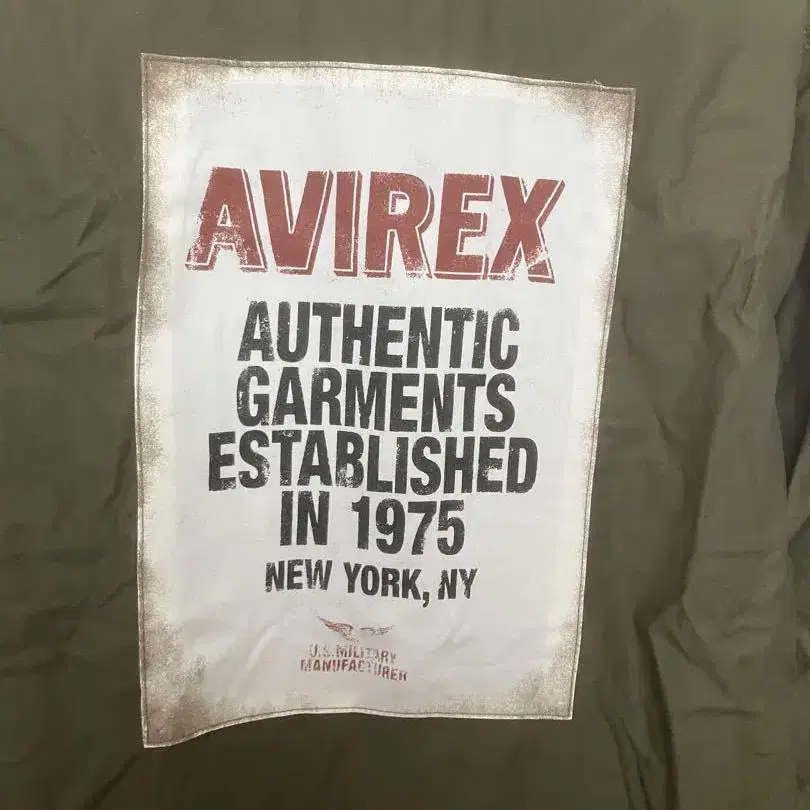 AVIREX
AUTHENTIC
GARMENTS
ESTABLISHED
IN 1975
NEW YORK, NY
U.S. MILITARY
MANUFACTURER